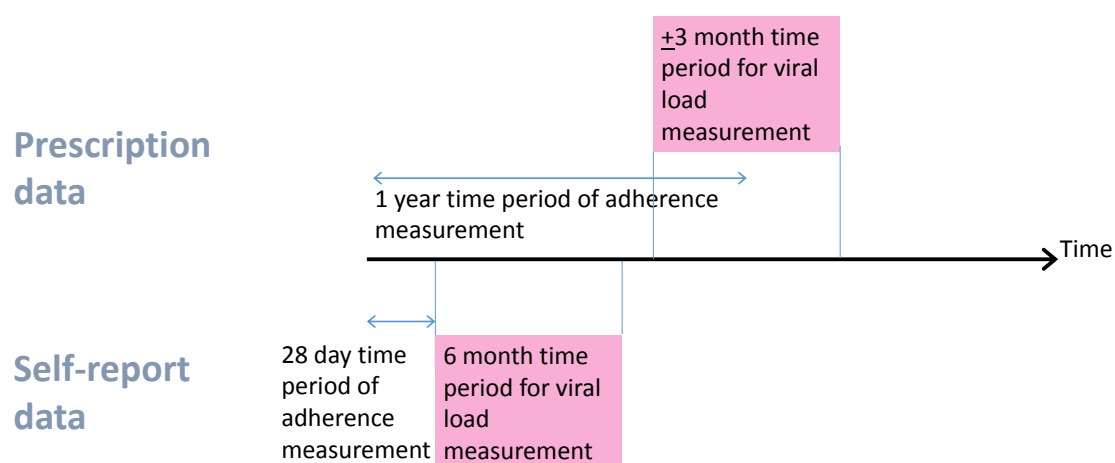 +3 month time
period for viral
load
measurement
Prescription
data
1 year time period of adherence
measurement
Time
28 day time
period of
adherence
measurement
6 month time
period for viral
load
measurement
Self-report
data